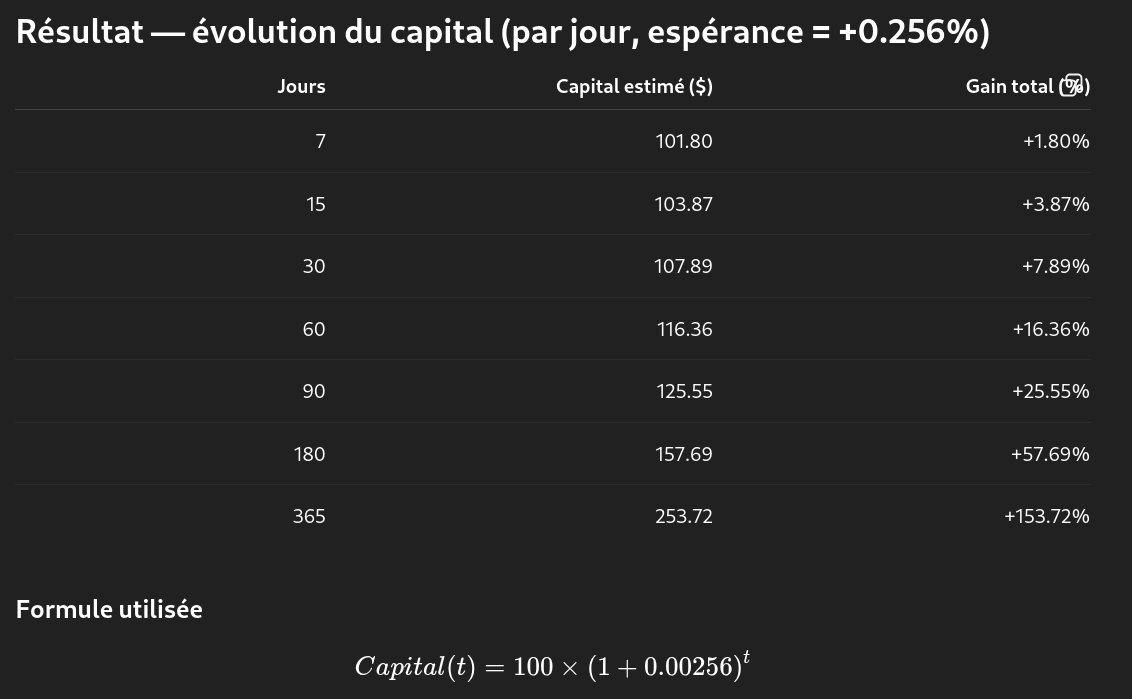 Résultat — évolution du capital (par jour, espérance = +0.256%)
Jours Capital estimé ($) Gain total (%)
7 101.80 +1.80%
15 103.87 +3.87%
30 107.89 +7.89%
60 116.36 +16.36%
90 125.55 +25.55%
180 157.69 +57.69%
365 253.72 +153.72%
Formule utilisée
Capital(t) = 100 × (1 + 0.00256)^t